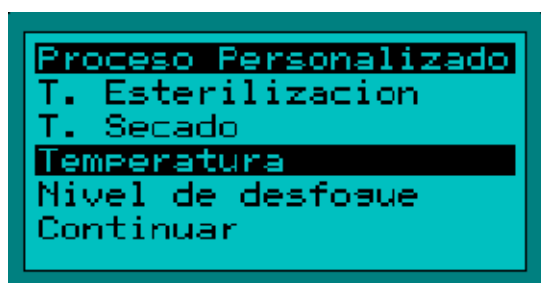 Proceso Personalizado
T. Esterilizacion
T. Secado
Temperatura
Nivel de desfogue
Continuar